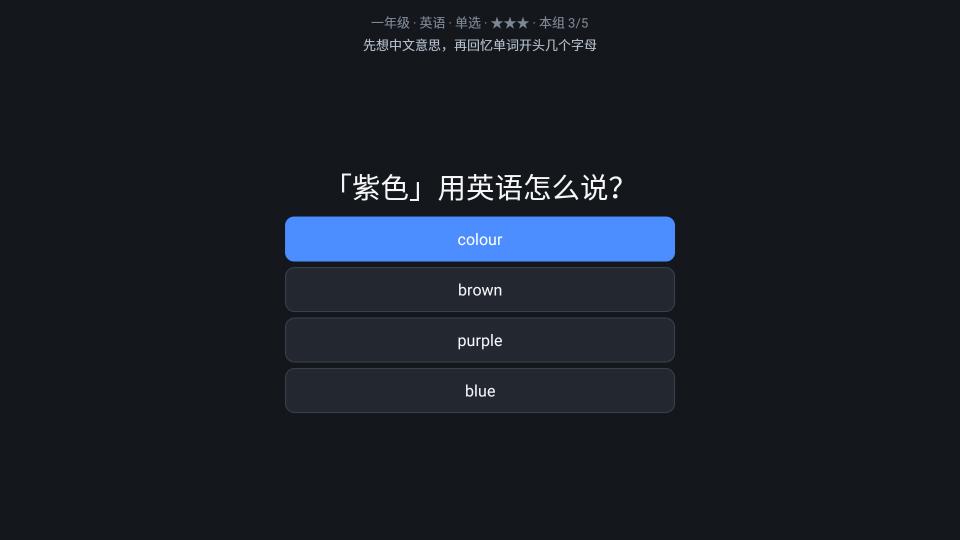 一年级 · 英语 · 单选 · ★★★ · 本组 3/5
先想中文意思，再回忆单词开头几个字母
「紫色」用英语怎么说？
colour
brown
purple
blue